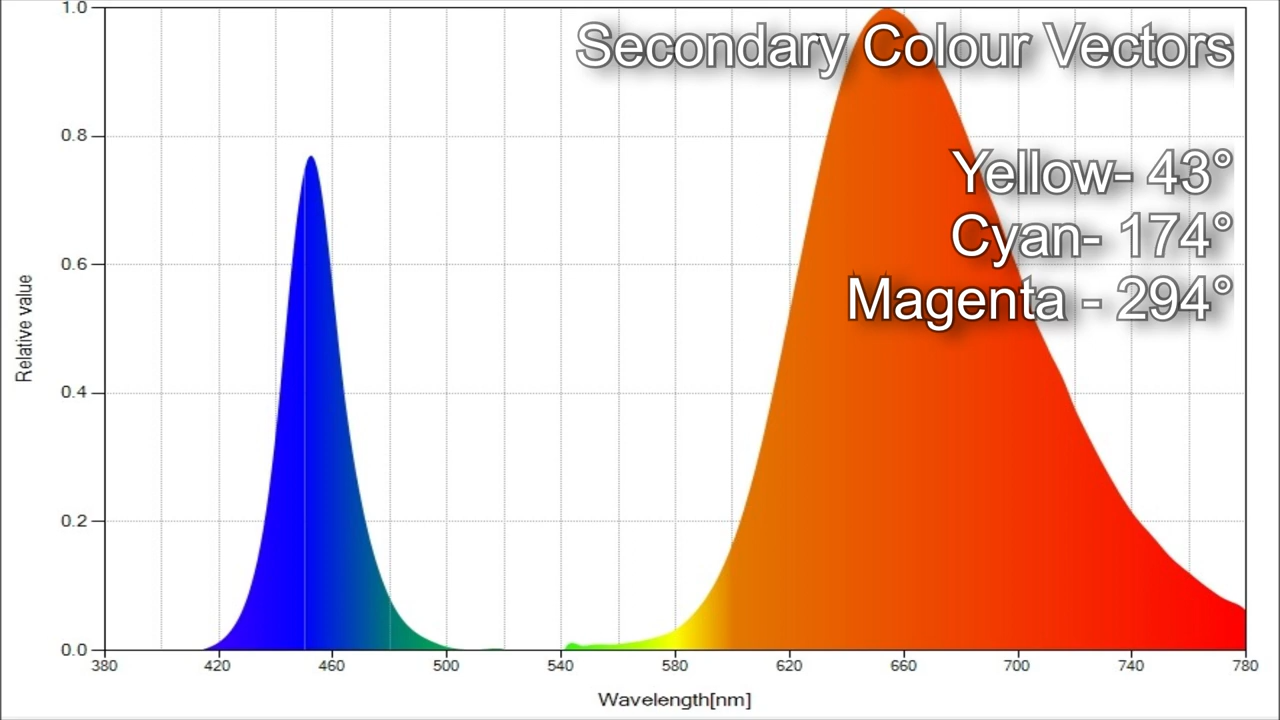 Secondary Colour Vectors
Yellow- 43°
Cyan- 174°
Magenta - 294°
1.0
0.8
0.6
0.4
0.2
0.0
Relative value
380 420 460 500 540 580 620 660 700 740 780
Wavelength[nm]